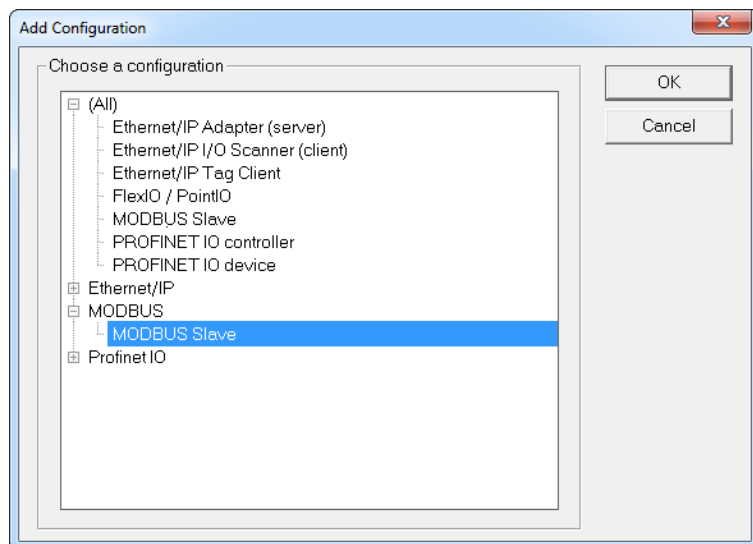 Add Configuration
Choose a configuration
OK
Cancel
(All)
Ethernet/IP Adapter (server)
Ethernet/IP I/O Scanner (client)
Ethernet/IP Tag Client
FlexIO / PointIO
MODBUS Slave
PROFINET IO controller
PROFINET IO device
Ethernet/IP
MODBUS
MODBUS Slave
Profinet IO